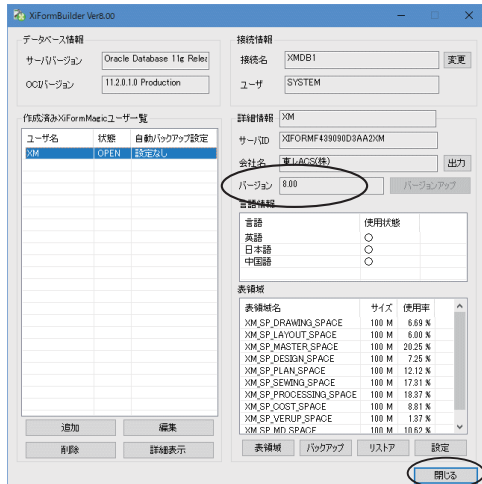 XiFormBuilder Ver8.00
データベース情報
サーババージョン Oracle Database 11g Relea
OCIバージョン 11.2.0.1.0 Production
接続情報
接続名 XMDB1 変更
ユーザ SYSTEM
作成済みXiFormMagicユーザ一覧
ユーザ名 状態 自動バックアップ設定
XM OPEN 設定なし
追加 編集
削除 詳細表示
詳細情報 XM
サーバID XIFORMF439090D3AA2XM
会社名 東レACS(株) 出力
バージョン 8.00 バージョンアップ
言語情報
言語 使用状態
英語 ○
日本語 ○
中国語 ○
表領域
表領域名 サイズ 使用率
XM_SP_DRAWING_SPACE 100 M 6.69 %
XM_SP_LAYOUT_SPACE 100 M 6.00 %
XM_SP_MASTER_SPACE 100 M 20.25 %
XM_SP_DESIGN_SPACE 100 M 7.25 %
XM_SP_PLAN_SPACE 100 M 12.12 %
XM_SP_SEWING_SPACE 100 M 17.31 %
XM_SP_PROCESSING_SPACE 100 M 18.37 %
XM_SP_COST_SPACE 100 M 8.81 %
XM_SP_VERUP_SPACE 100 M 1.37 %
XM_SP_MD_SPACE 100 M 10.62 %
表領域 バックアップ リストア 設定
閉じる